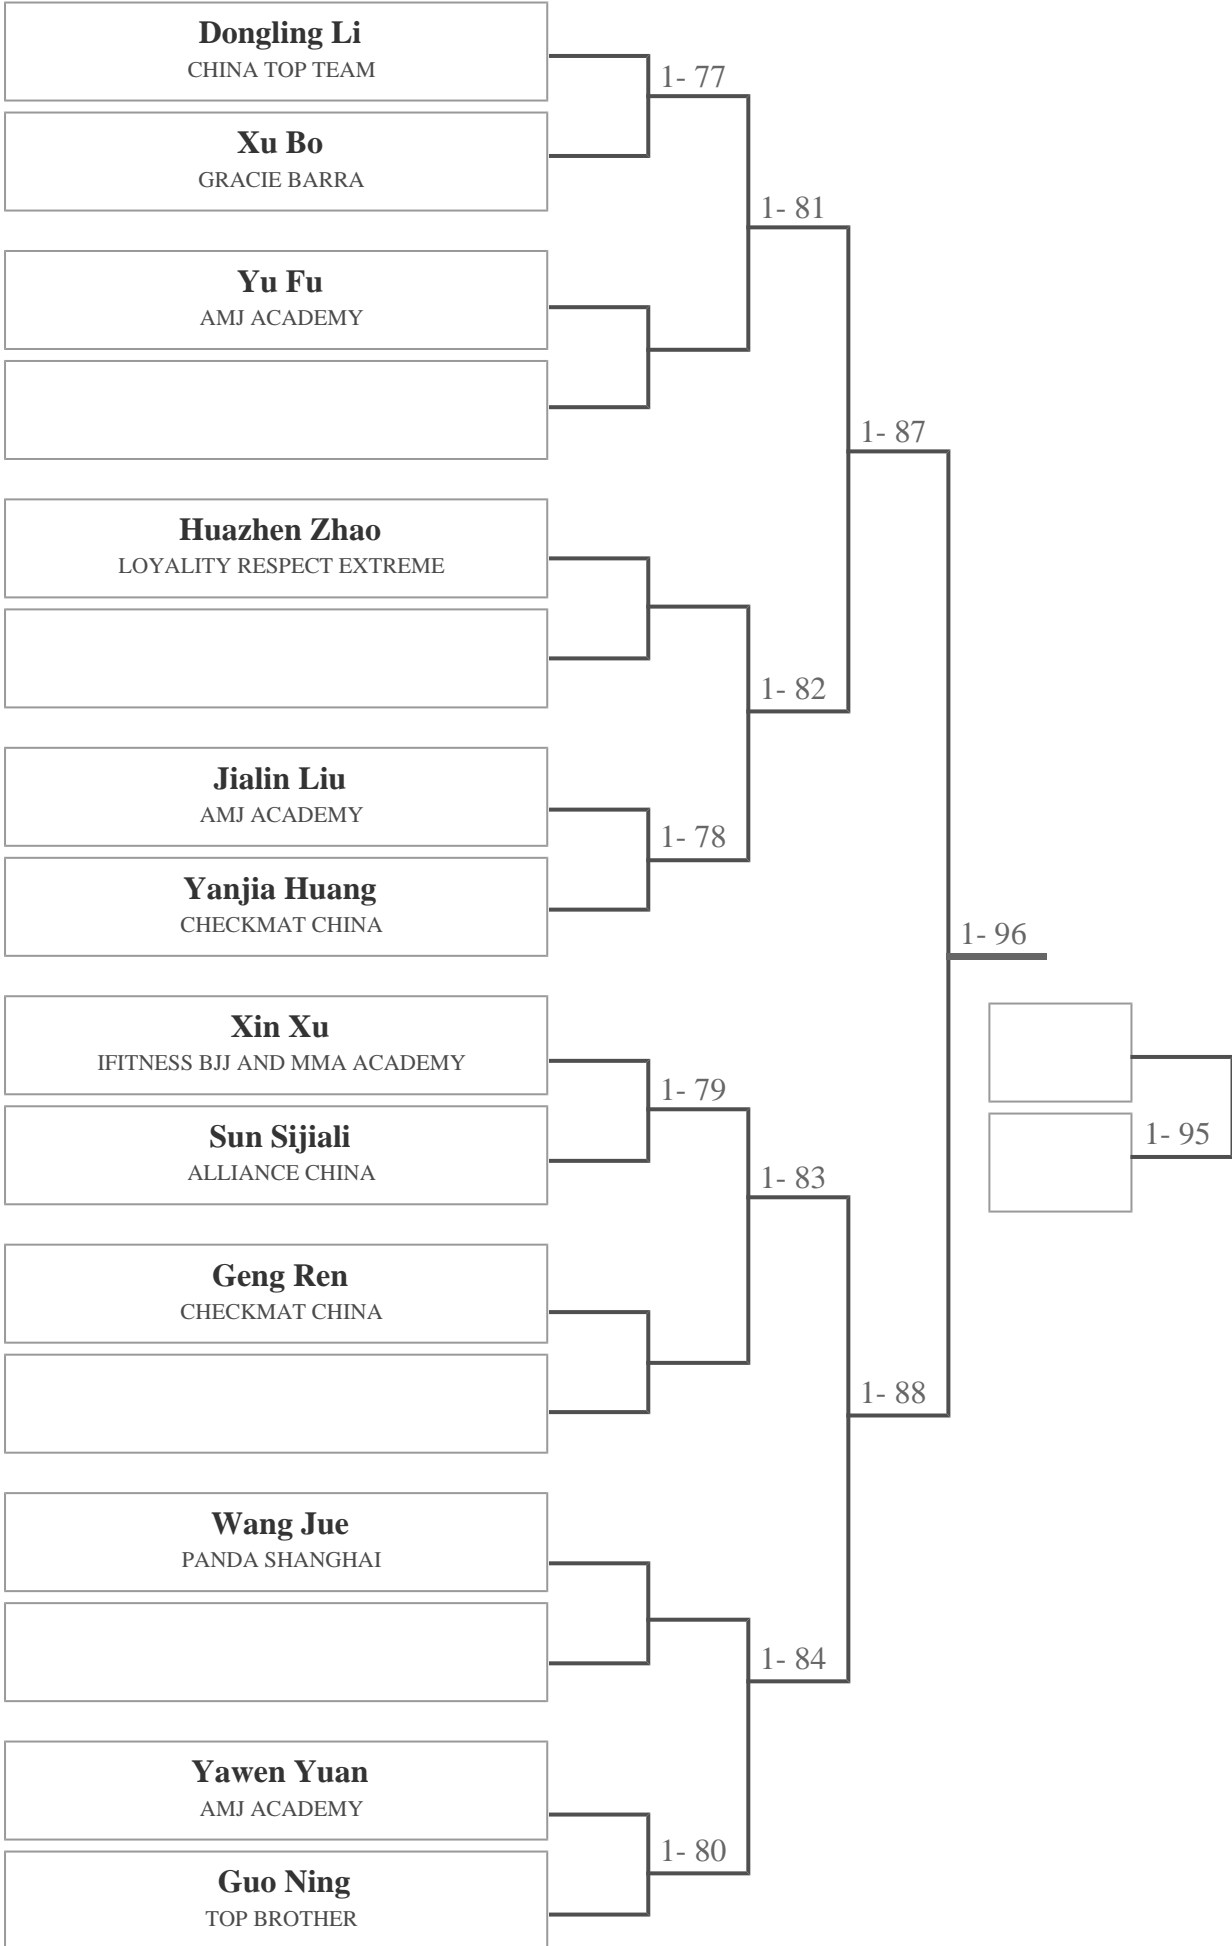 Dongling Li
CHINA TOP TEAM
1- 77
Xu Bo
GRACIE BARRA
1- 81
Yu Fu
AMJ ACADEMY
1- 87
Huazhen Zhao
LOYALITY RESPECT EXTREME
1- 82
Jialin Liu
AMJ ACADEMY
1- 78
Yanjia Huang
CHECKMAT CHINA
1- 96
Xin Xu
IFITNESS BJJ AND MMA ACADEMY
1- 79
Sun Sijiali
ALLIANCE CHINA
1- 95
1- 83
Geng Ren
CHECKMAT CHINA
1- 88
Wang Jue
PANDA SHANGHAI
1- 84
Yawen Yuan
AMJ ACADEMY
1- 80
Guo Ning
TOP BROTHER